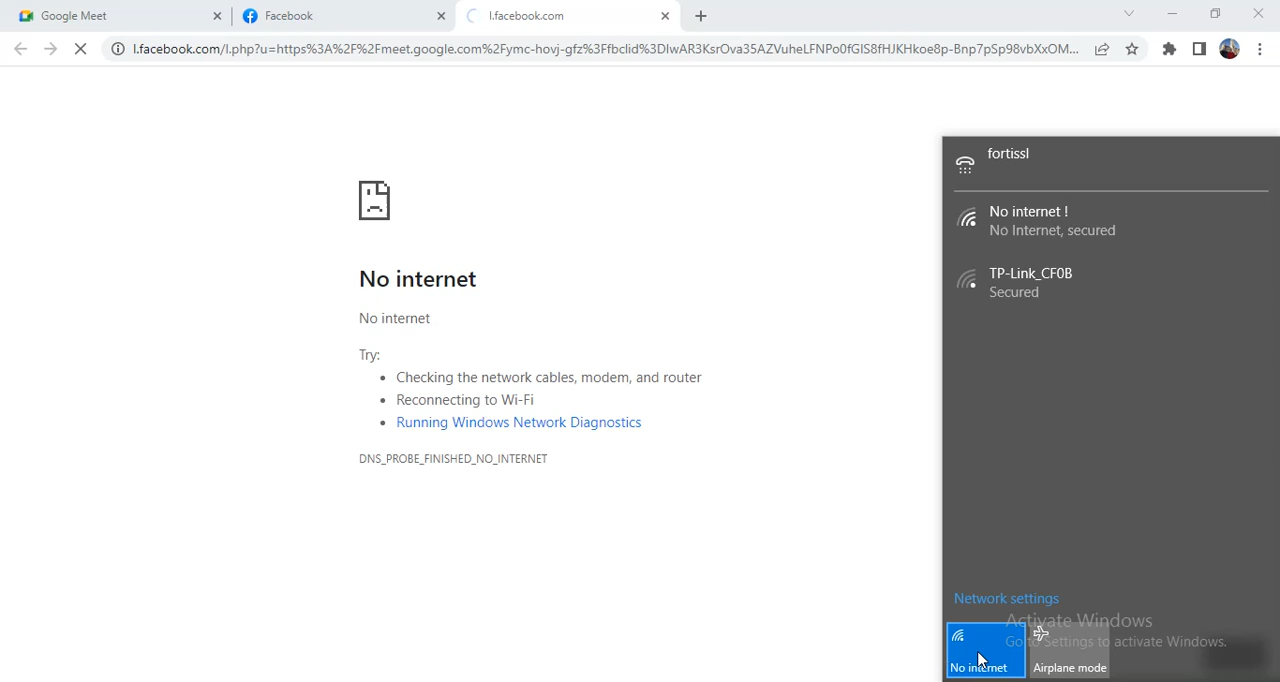 Google Meet
Facebook
l.facebook.com
l.facebook.com/l.php?u=https%3A%2F%2Fmeet.google.com%2Fymc-hovj-gfz%3Ffbclid%3DIwAR3KsrOva35AZVuheLFNPo0fGIS8fHJKHkoe8p-Bnp7pSp98vbXxOM...
No internet
No internet
Try:
• Checking the network cables, modem, and router
• Reconnecting to Wi-Fi
• Running Windows Network Diagnostics
DNS_PROBE_FINISHED_NO_INTERNET
fortissl
No internet !
No Internet, secured
TP-Link_CF0B
Secured
Network settings
Activate Windows
Go to Settings to activate Windows.
No internet
Airplane mode